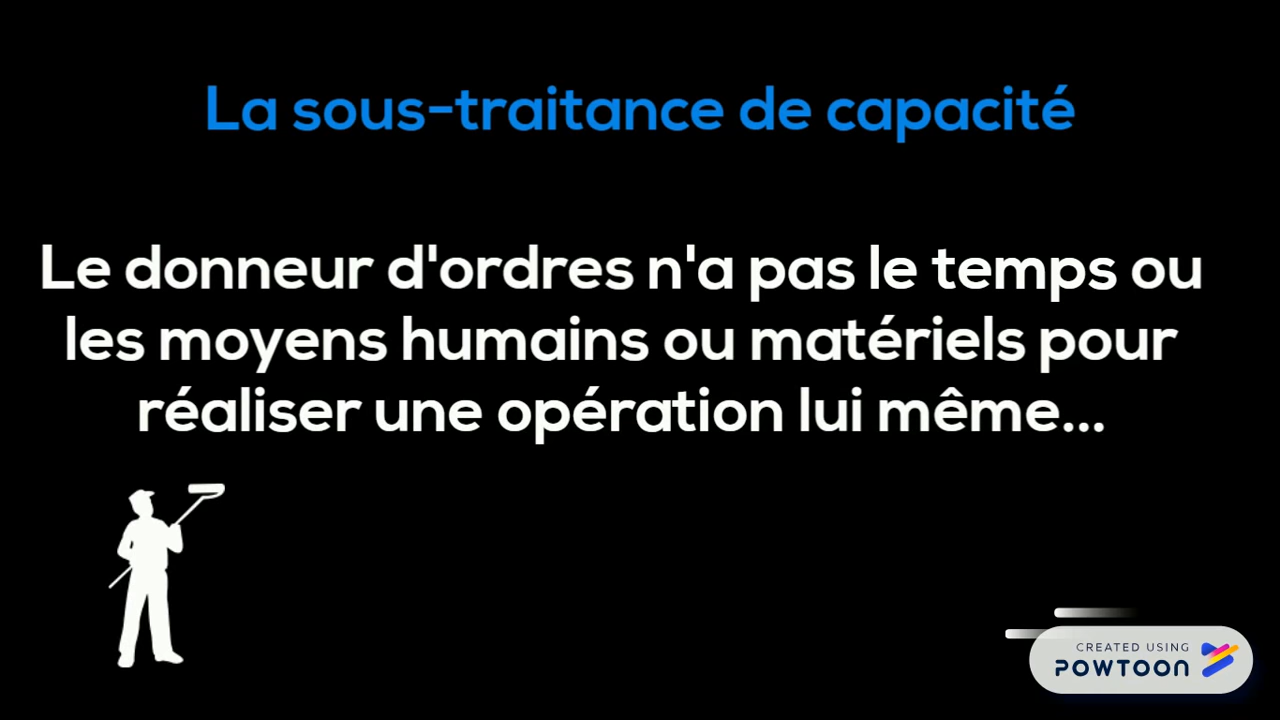 La sous-traitance de capacité
Le donneur d'ordres n'a pas le temps ou
les moyens humains ou matériels pour
réaliser une opération lui même...
CREATED USING
POWTOON